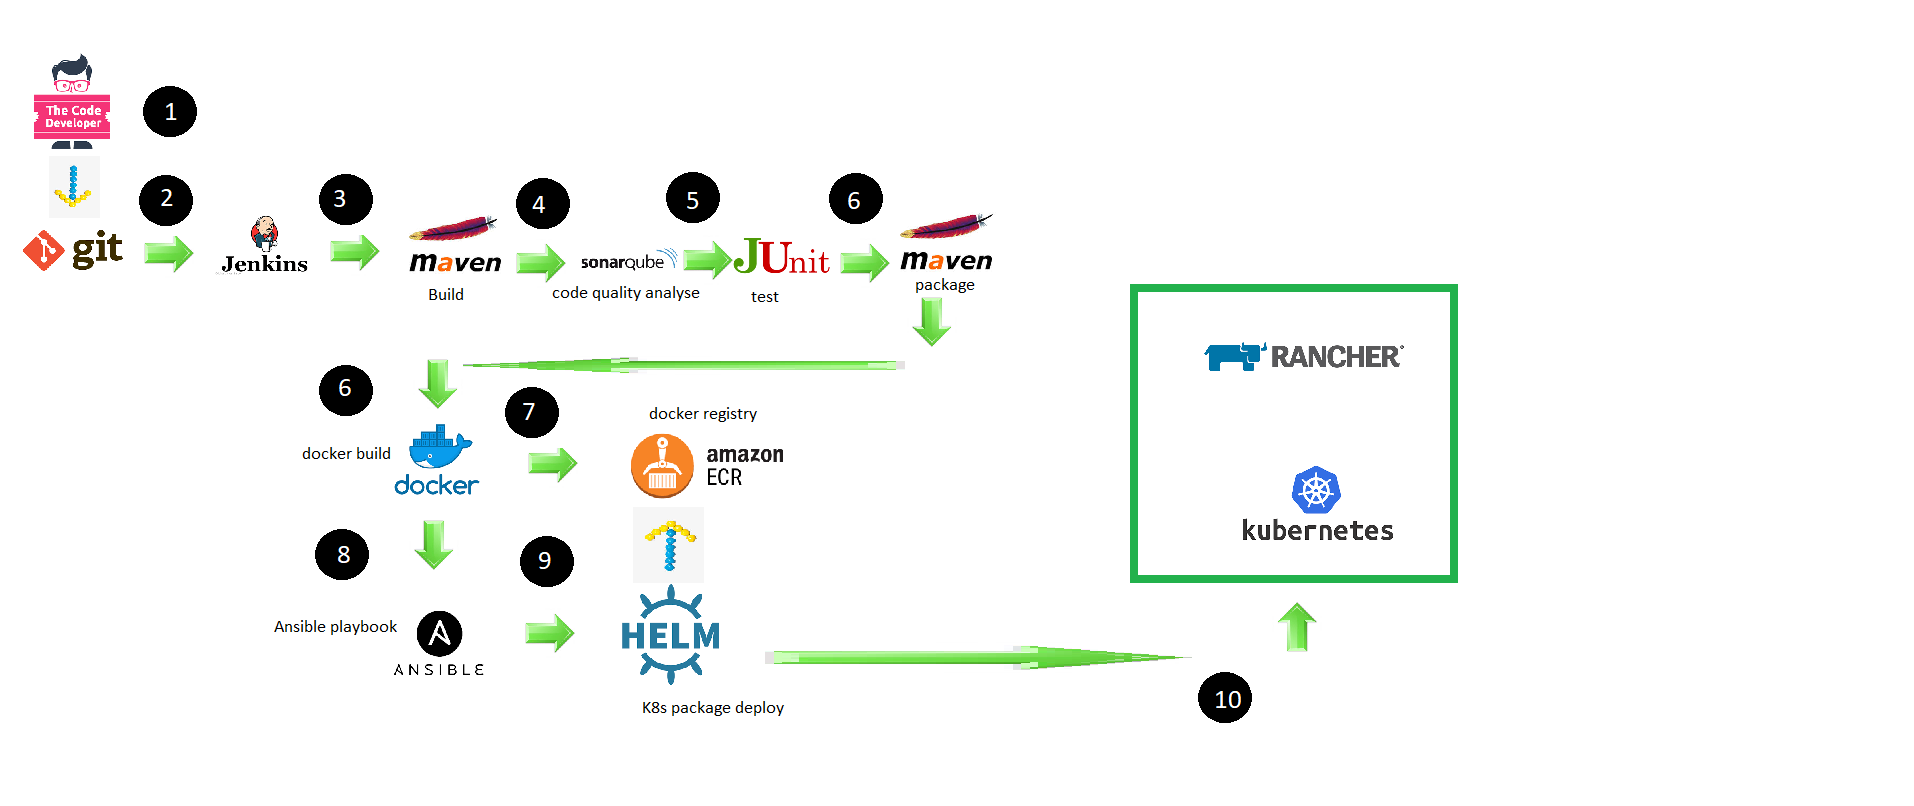 The Code
Developer
1
2
3
4
5
6
git
Jenkins
maven
Build
sonarqube
code quality analyse
JUnit
test
maven
package
RANCHER
6
7
docker registry
docker build
docker
amazon
ECR
kubernetes
8
9
Ansible playbook
ANSIBLE
HELM
K8s package deploy
10